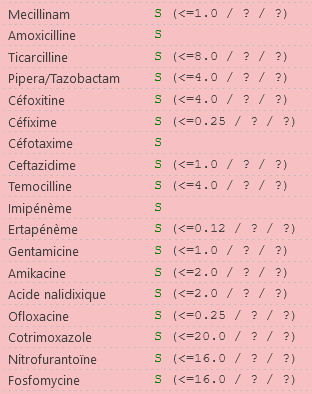 Mecillinam S (<=1.0 / ? / ?)
Amoxicilline S
Ticarcilline S (<=8.0 / ? / ?)
Pipera/Tazobactam S (<=4.0 / ? / ?)
Céfoxitine S (<=4.0 / ? / ?)
Céfixime S (<=0.25 / ? / ?)
Céfotaxime S
Ceftazidime S (<=1.0 / ? / ?)
Temocilline S (<=4.0 / ? / ?)
Imipénème S
Ertapénème S (<=0.12 / ? / ?)
Gentamicine S (<=1.0 / ? / ?)
Amikacine S (<=2.0 / ? / ?)
Acide nalidixique S (<=2.0 / ? / ?)
Ofloxacine S (<=0.25 / ? / ?)
Cotrimoxazole S (<=20.0 / ? / ?)
Nitrofurantoïne S (<=16.0 / ? / ?)
Fosfomycine S (<=16.0 / ? / ?)